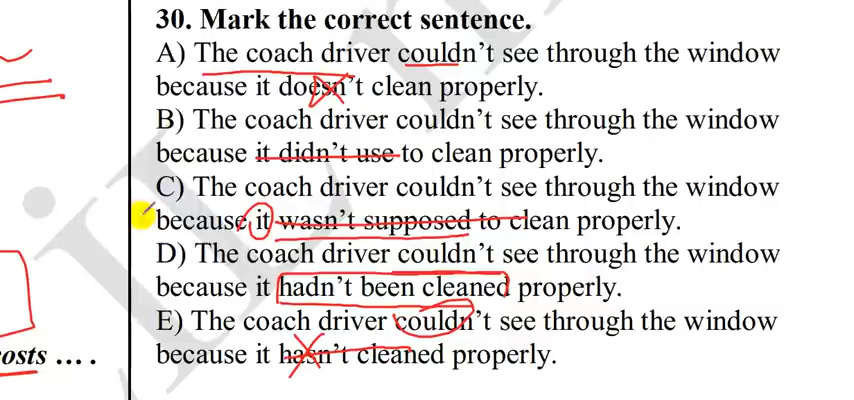 30. Mark the correct sentence.
A) The coach driver couldn't see through the window
because it doesn't clean properly.
B) The coach driver couldn't see through the window
because it didn't use to clean properly.
C) The coach driver couldn't see through the window
because it wasn't supposed to clean properly.
D) The coach driver couldn't see through the window
because it hadn't been cleaned properly.
E) The coach driver couldn't see through the window
because it hasn't cleaned properly.
osts ... .